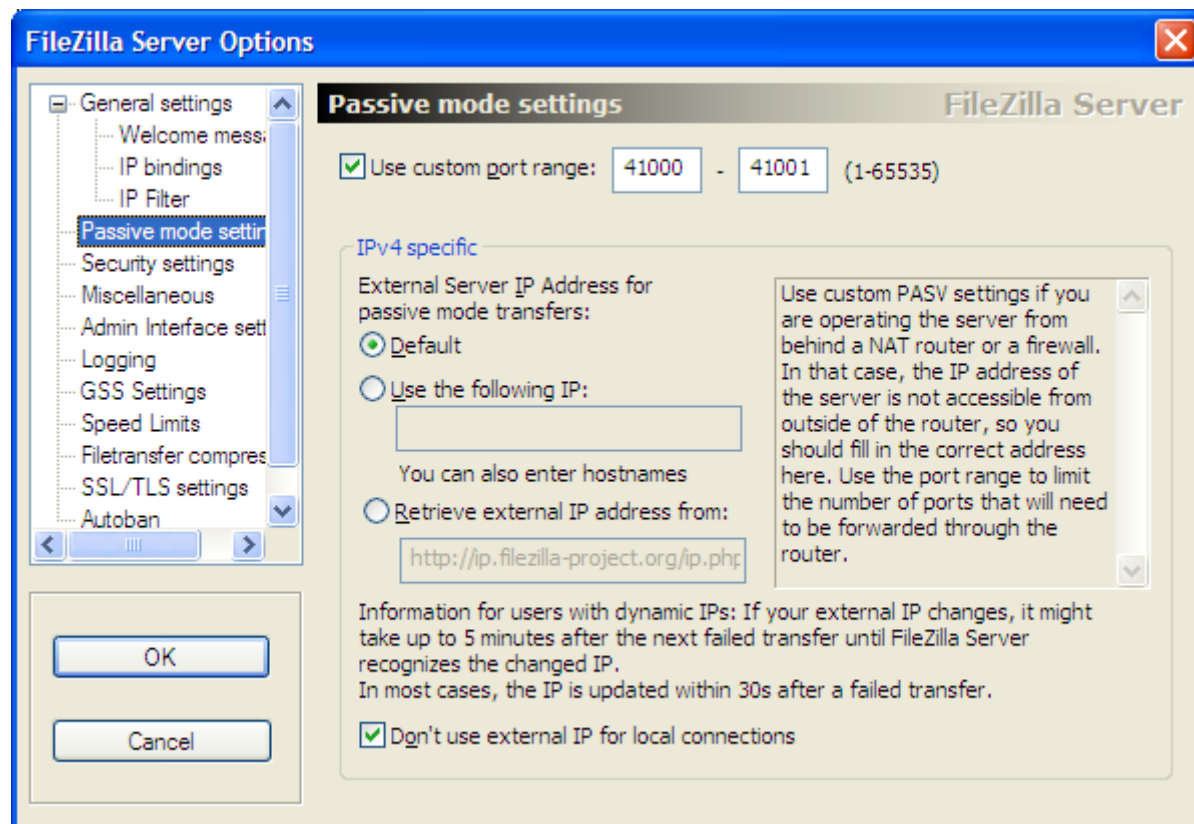 FileZilla Server Options
General settings
Welcome messa
IP bindings
IP Filter
Passive mode settin
Security settings
Miscellaneous
Admin Interface sett
Logging
GSS Settings
Speed Limits
Filetransfer compres
SSL/TLS settings
Autoban
OK
Cancel
Passive mode settings FileZilla Server
Use custom port range: 41000 - 41001 (1-65535)
IPv4 specific
External Server IP Address for
passive mode transfers:
Default
Use the following IP:
You can also enter hostnames
Retrieve external IP address from:
http://ip.filezilla-project.org/ip.php
Use custom PASV settings if you
are operating the server from
behind a NAT router or a firewall.
In that case, the IP address of
the server is not accessible from
outside of the router, so you
should fill in the correct address
here. Use the port range to limit
the number of ports that will need
to be forwarded through the
router.
Information for users with dynamic IPs: If your external IP changes, it might
take up to 5 minutes after the next failed transfer until FileZilla Server
recognizes the changed IP.
In most cases, the IP is updated within 30s after a failed transfer.
Don't use external IP for local connections